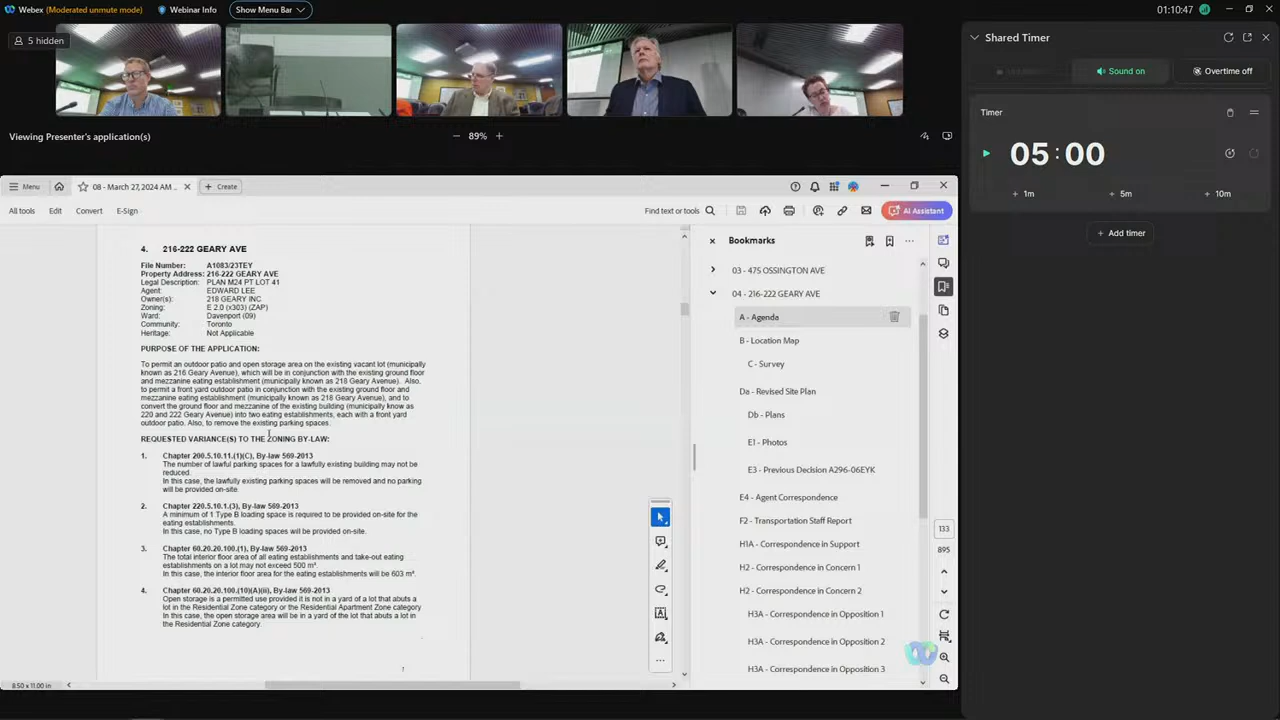 Webex (Moderated unmute mode) Webinar Info Show Menu Bar 01:10:47
5 hidden
Viewing Presenter's application(s) 89%
Shared Timer
Sound on Overtime off
Timer
05:00
+ 1m + 5m + 10m
+ Add timer
Menu 08 - March 27, 2024 AM ... + Create
All tools Edit Convert E-Sign Find text or tools AI Assistant
4. 216-222 GEARY AVE
File Number: A1083/23TEY
Property Address: 216-222 GEARY AVE
Legal Description: PLAN M24 PT LOT 41
Agent: EDWARD LEE
Owner(s): 218 GEARY INC
Zoning: E 2.0 (x303) (ZAP)
Ward: Davenport (09)
Community: Toronto
Heritage: Not Applicable
PURPOSE OF THE APPLICATION:
To permit an outdoor patio and open storage area on the existing vacant lot (municipally
known as 216 Geary Avenue), which will be in conjunction with the existing ground floor
and mezzanine eating establishment (municipally known as 218 Geary Avenue). Also,
to permit a front yard outdoor patio in conjunction with the existing ground floor and
mezzanine eating establishment (municipally known as 218 Geary Avenue), and to
convert the ground floor and mezzanine of the existing building (municipally know as
220 and 222 Geary Avenue) into two eating establishments, each with a front yard
outdoor patio. Also, to remove the existing parking spaces.
REQUESTED VARIANCE(S) TO THE ZONING BY-LAW:
1. Chapter 200.5.10.11.(1)(C), By-law 569-2013
The number of lawful parking spaces for a lawfully existing building may not be
reduced.
In this case, the lawfully existing parking spaces will be removed and no parking
will be provided on-site.
2. Chapter 220.5.10.1.(3), By-law 569-2013
A minimum of 1 Type B loading space is required to be provided on-site for the
eating establishments.
In this case, no Type B loading spaces will be provided on-site.
3. Chapter 60.20.20.100.(1), By-law 569-2013
The total interior floor area of all eating establishments and take-out eating
establishments on a lot may not exceed 500 m².
In this case, the interior floor area for the eating establishments will be 603 m².
4. Chapter 60.20.20.100.(10)(A)(ii), By-law 569-2013
Open storage is a permitted use provided it is not in a yard of a lot that abuts a
lot in the Residential Zone category or the Residential Apartment Zone category
In this case, the open storage area will be in a yard of the lot that abuts a lot in
the Residential Zone category.
1
8.50 x 11.00 in
Bookmarks
03 - 475 OSSINGTON AVE
04 - 216-222 GEARY AVE
A - Agenda
B - Location Map
C - Survey
Da - Revised Site Plan
Db - Plans
E1 - Photos
E3 - Previous Decision A296-06EYK
E4 - Agent Correspondence
F2 - Transportation Staff Report
H1A - Correspondence in Support
H2 - Correspondence in Concern 1
H2 - Correspondence in Concern 2
H3A - Correspondence in Opposition 1
H3A - Correspondence in Opposition 2
H3A - Correspondence in Opposition 3
133
895